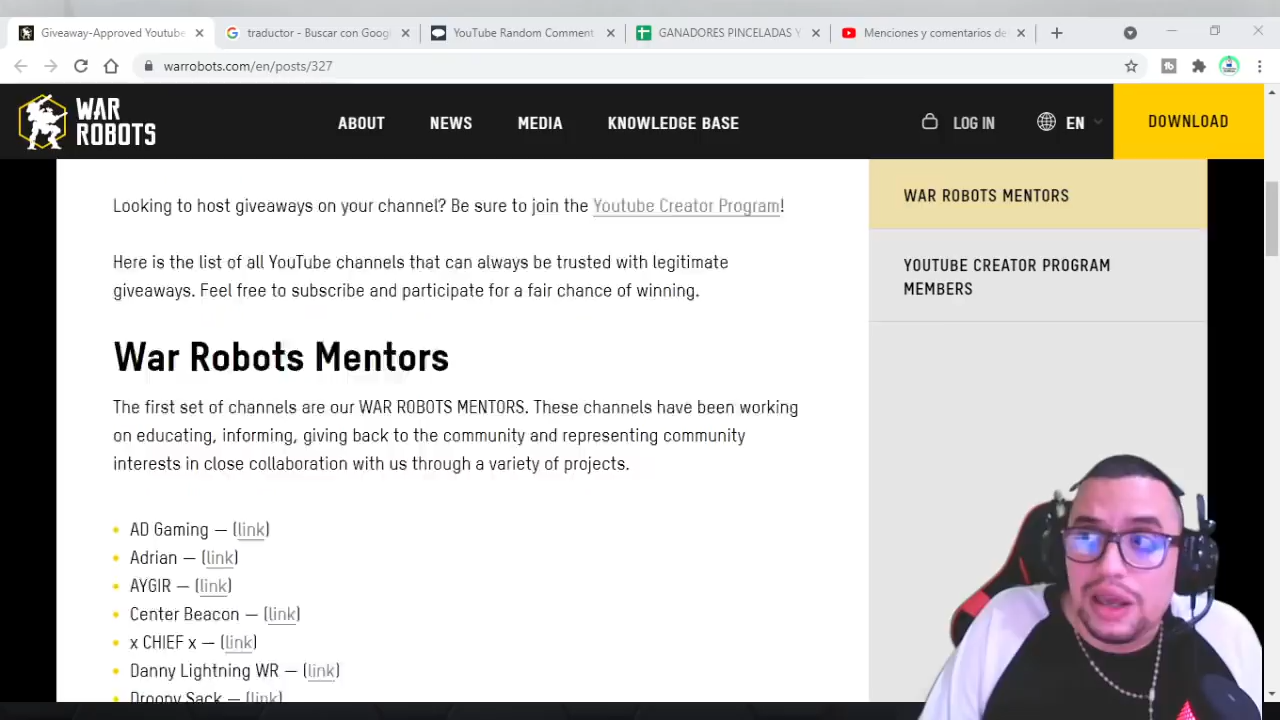 Giveaway-Approved Youtube
traductor - Buscar con Goog
YouTube Random Comment
GANADORES PINCELADAS Y
Menciones y comentarios de
warrobots.com/en/posts/327
WAR
ROBOTS
ABOUT
NEWS
MEDIA
KNOWLEDGE BASE
LOG IN
EN
DOWNLOAD
Looking to host giveaways on your channel? Be sure to join the Youtube Creator Program!
Here is the list of all YouTube channels that can always be trusted with legitimate
giveaways. Feel free to subscribe and participate for a fair chance of winning.
War Robots Mentors
The first set of channels are our WAR ROBOTS MENTORS. These channels have been working
on educating, informing, giving back to the community and representing community
interests in close collaboration with us through a variety of projects.
AD Gaming — (link)
Adrian — (link)
AYGIR — (link)
Center Beacon — (link)
x CHIEF x — (link)
Danny Lightning WR — (link)
Droopy Sack — (link)
WAR ROBOTS MENTORS
YOUTUBE CREATOR PROGRAM
MEMBERS